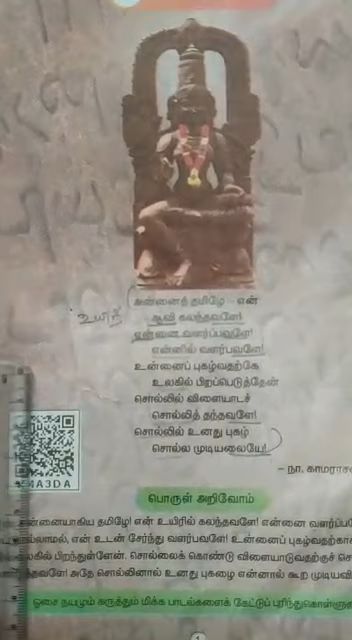 அன்னைத் தமிழே - என்
ஆவி கலந்தவளே!
உயிர்
என்னை வளர்ப்பவளே!
என்னில் வளர்பவளே!
உன்னைப் புகழ்வதற்கே
உலகில் பிறப்பெடுத்தேன்
சொல்லில் விளையாடச்
சொல்லித் தந்தவளே!
சொல்லில் உனது புகழ்
சொல்ல முடியலையே!
– நா. காமராச
பொருள் அறிவோம்
அன்னையாகிய தமிழே! என் உயிரில் கலந்தவளே! என்னை வளர்ப்ப
என் உடன் சேர்ந்து வளர்பவளே! உன்னைப் புகழ்வதற்கா
பிறந்துள்ளேன். சொல்லைக் கொண்டு விளையாடுவதற்குச் சொ
அதே சொல்லினால் உனது புகழை என்னால் கூற முடியவி
ஓசை நயமும் கருத்தும் மிக்க பாடல்களைக் கேட்டுப் புரிந்துகொள்ளுத